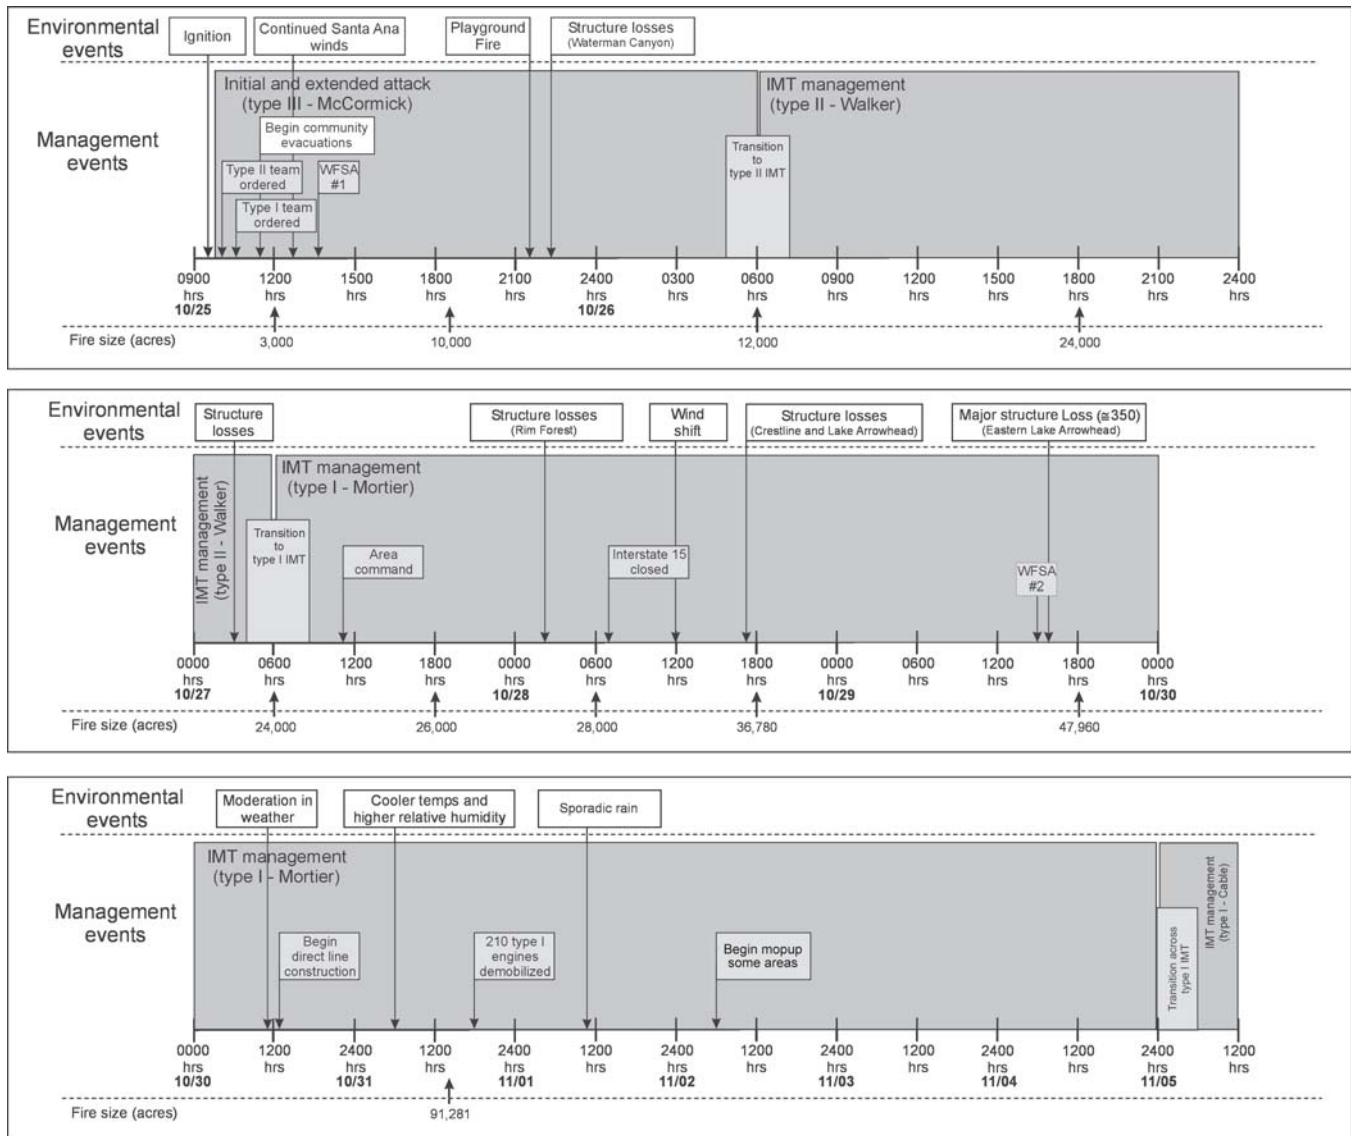 Environmental
events
Ignition
Continued Santa Ana
winds
Playground
Fire
Structure losses
(Waterman Canyon)
Initial and extended attack
(type III - McCormick)
IMT management
(type II - Walker)
Management
events
Begin community
evacuations
Type II team
ordered
WFSA
#1
Type I team
ordered
Transition
to
type II IMT
0900 1200 1500 1800 2100 2400 0300 0600 0900 1200 1500 1800 2100 2400
hrs hrs hrs hrs hrs hrs hrs hrs hrs hrs hrs hrs hrs hrs
10/25 10/26
Fire size (acres) 3,000 10,000 12,000 24,000
Environmental
events
Structure
losses
Structure losses
(Rim Forest)
Wind
shift
Structure losses
(Crestline and Lake Arrowhead)
Major structure Loss (≅350)
(Eastern Lake Arrowhead)
IMT management
(type II - Walker)
IMT management
(type I - Mortier)
Management
events
Transition
to
type I IMT
Area
command
Interstate 15
closed
WFSA
#2
0000 0600 1200 1800 0000 0600 1200 1800 0000 0600 1200 1800 0000
hrs hrs hrs hrs hrs hrs hrs hrs hrs hrs hrs hrs hrs
10/27 10/28 10/29 10/30
Fire size (acres) 24,000 26,000 28,000 36,780 47,960
Environmental
events
Moderation in
weather
Cooler temps and
higher relative humidity
Sporadic rain
IMT management
(type I - Mortier)
IMT management
(type I - Cable)
Management
events
Begin
direct line
construction
210 type I
engines
demobilized
Begin mopup
some areas
Transition across
type I IMT
0000 1200 2400 1200 2400 1200 2400 1200 2400 1200 2400 1200 2400 1200
hrs hrs hrs hrs hrs hrs hrs hrs hrs hrs hrs hrs hrs hrs
10/30 10/31 11/01 11/02 11/03 11/04 11/05
Fire size (acres) 91,281